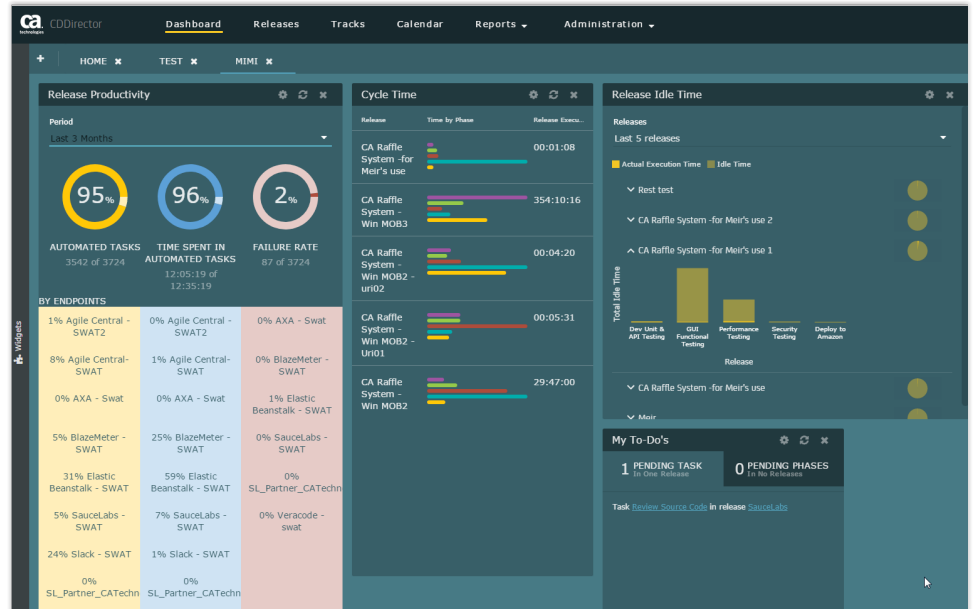 ca technologies CDDirector Dashboard Releases Tracks Calendar Reports Administration
HOME TEST MIMI
Widgets
Release Productivity
Period
Last 3 Months
95% 96% 2%
AUTOMATED TASKS
3542 of 3724
TIME SPENT IN
AUTOMATED TASKS
12:05:19 of
12:35:19
FAILURE RATE
87 of 3724
BY ENDPOINTS
1% Agile Central -
SWAT2
8% Agile Central-
SWAT
0% AXA - Swat
5% BlazeMeter -
SWAT
31% Elastic
Beanstalk - SWAT
5% SauceLabs -
SWAT
24% Slack - SWAT
0%
SL_Partner_CATechn
0% Agile Central -
SWAT2
1% Agile Central-
SWAT
0% AXA - Swat
25% BlazeMeter -
SWAT
59% Elastic
Beanstalk - SWAT
7% SauceLabs -
SWAT
1% Slack - SWAT
0%
SL_Partner_CATechn
0% AXA - Swat
0% BlazeMeter -
SWAT
1% Elastic
Beanstalk - SWAT
0% SauceLabs -
SWAT
0%
SL_Partner_CATechn
0% Veracode -
swat
Cycle Time
Release Time by Phase Release Execu...
CA Raffle
System -for
Meir's use
00:01:08
CA Raffle
System -
Win MOB3
354:10:16
CA Raffle
System -
Win MOB2 -
uri02
00:04:20
CA Raffle
System -
Win MOB2 -
Uri01
00:05:31
CA Raffle
System -
Win MOB2
29:47:00
Release Idle Time
Releases
Last 5 releases
Actual Execution Time Idle Time
Rest test
CA Raffle System -for Meir's use 2
CA Raffle System -for Meir's use 1
Total Idle Time
Dev Unit &
API Testing
GUI
Functional
Testing
Performance
Testing
Security
Testing
Deploy to
Amazon
Release
CA Raffle System -for Meir's use
Meir
My To-Do's
1 PENDING TASK
In One Release
0 PENDING PHASES
In No Releases
Task Review Source Code in release SauceLabs